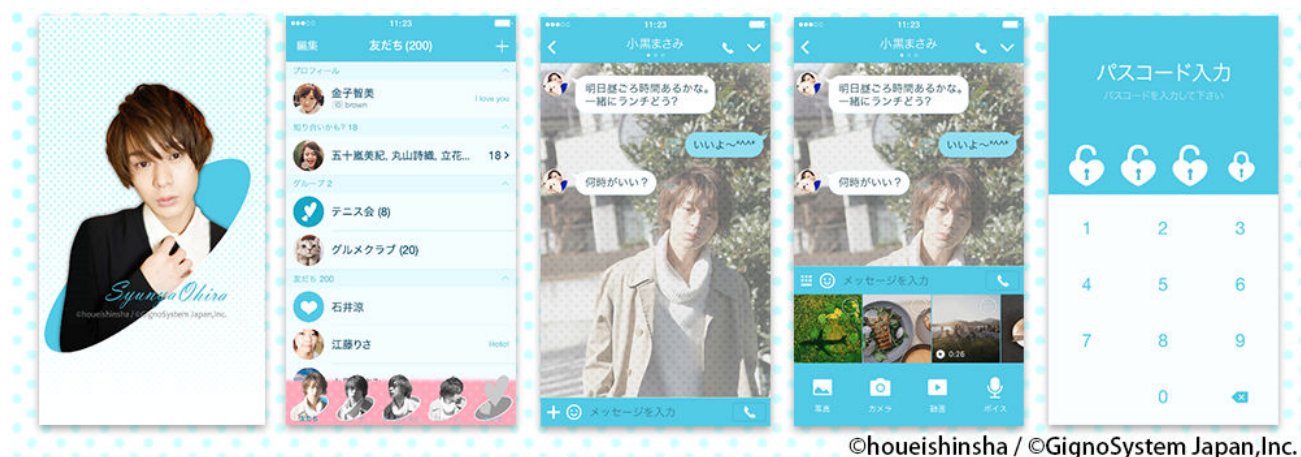 Syunya Ohira
©houeishinsha / ©GignoSystem Japan,Inc.
11:23
編集
友だち (200)
プロフィール
金子智美
brown
I love you
知り合いかも? 18
五十嵐美紀, 丸山詩織, 立花...
18
グループ 2
テニス会 (8)
グルメクラブ (20)
友だち 200
石井涼
江藤りさ
Hello!
友だち
11:23
小黒まさみ
明日昼ごろ時間あるかな。
一緒にランチどう?
いいよ〜^^^*
何時がいい?
メッセージを入力
11:23
小黒まさみ
明日昼ごろ時間あるかな。
一緒にランチどう?
いいよ〜^^^*
何時がいい?
メッセージを入力
0:26
写真
カメラ
動画
ボイス
パスコード入力
パスコードを入力して下さい
1 2 3
4 5 6
7 8 9
0
©houeishinsha / ©GignoSystem Japan,Inc.